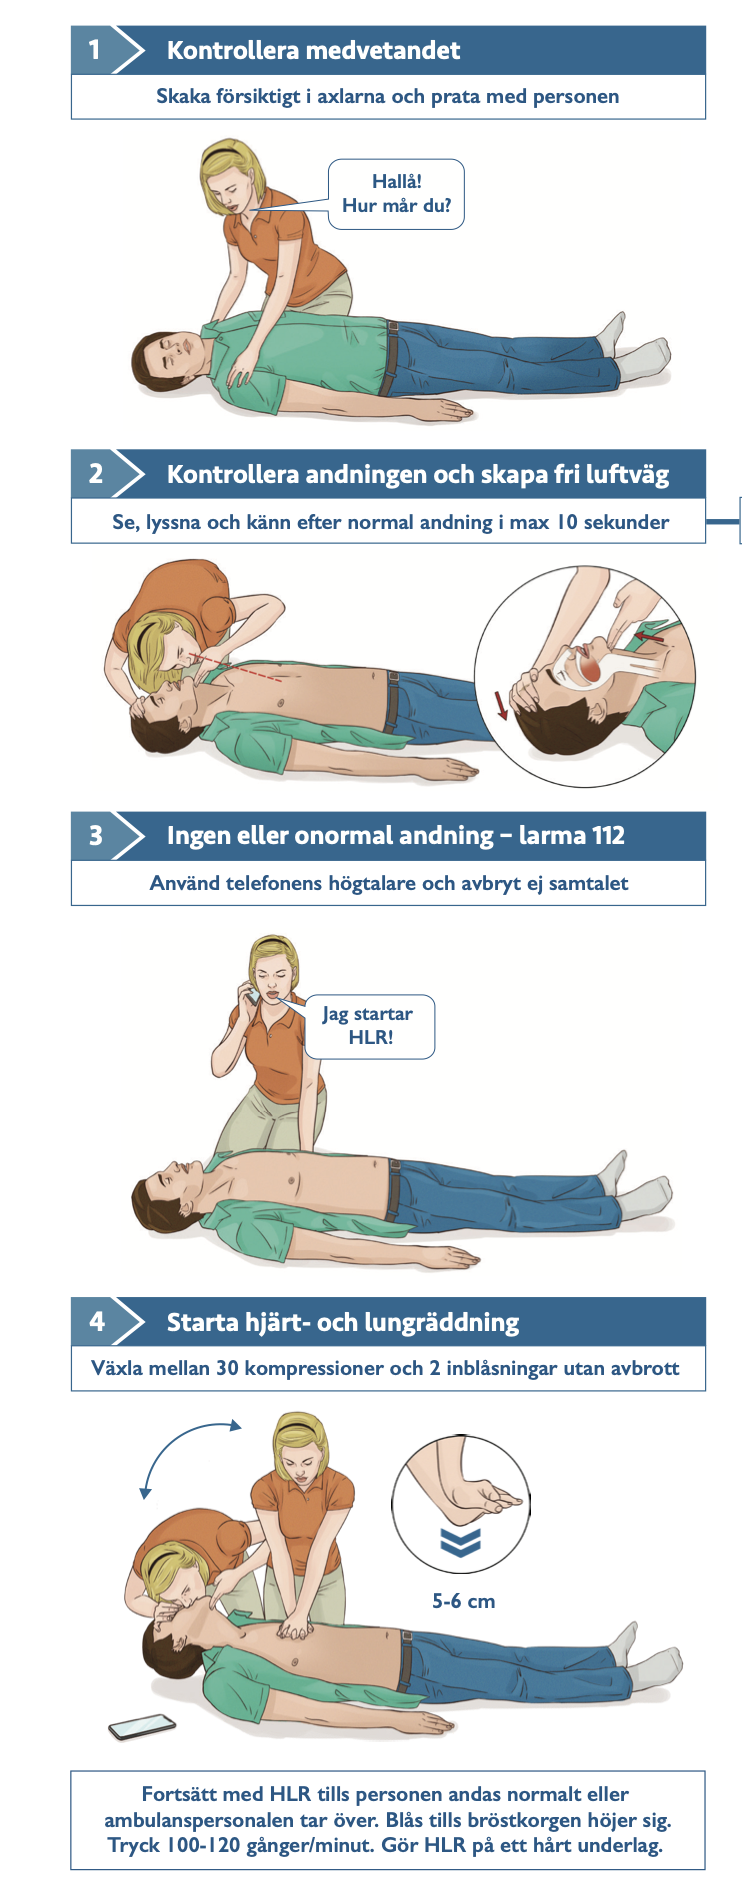 1
Kontrollera medvetandet
Skaka försiktigt i axlarna och prata med personen
Hallå!
Hur mår du?
2
Kontrollera andningen och skapa fri luftväg
Se, lyssna och känn efter normal andning i max 10 sekunder
3
Ingen eller onormal andning – larma 112
Använd telefonens högtalare och avbryt ej samtalet
Jag startar
HLR!
4
Starta hjärt- och lungräddning
Växla mellan 30 kompressioner och 2 inblåsningar utan avbrott
5-6 cm
Fortsätt med HLR tills personen andas normalt eller
ambulanspersonalen tar över. Blås tills bröstkorgen höjer sig.
Tryck 100-120 gånger/minut. Gör HLR på ett hårt underlag.